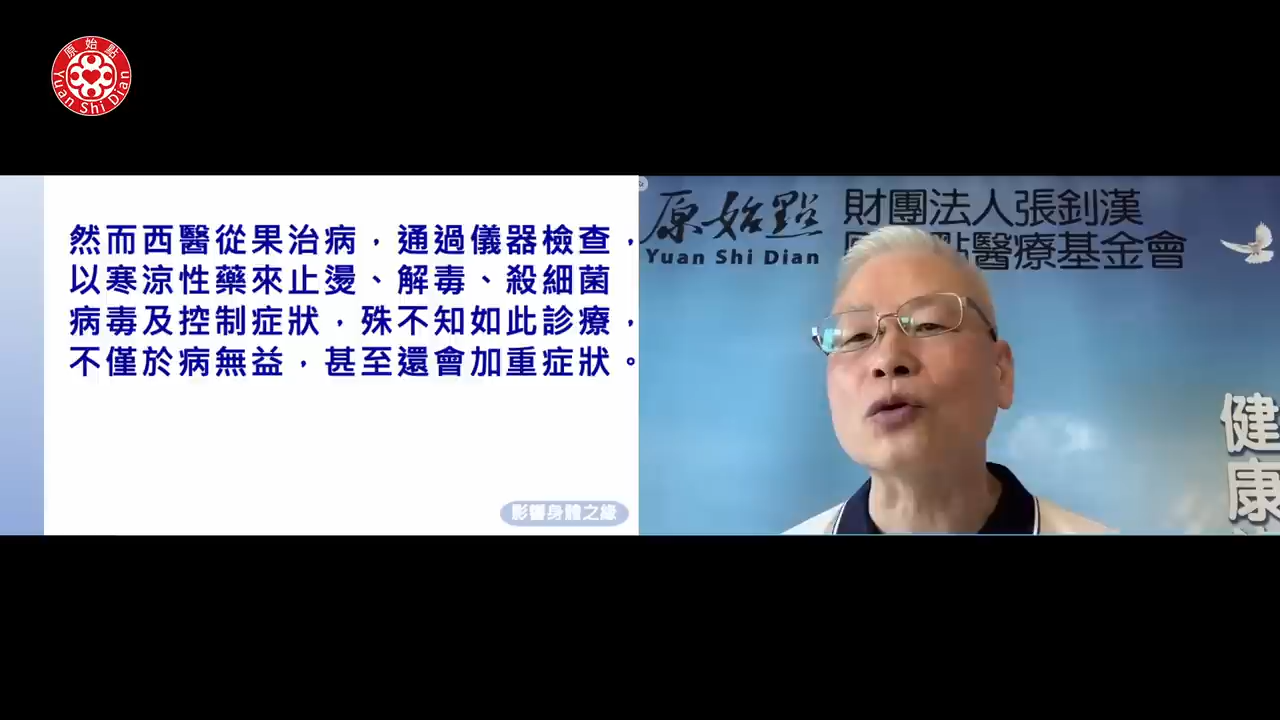 原始點
Yuan Shi Dian
然而西醫從果治病，通過儀器檢查，
以寒涼性藥來止燙、解毒、殺細菌
病毒及控制症狀，殊不知如此診療，
不僅於病無益，甚至還會加重症狀。
影響身體之緣
原始點
Yuan Shi Dian
財團法人張釗漢
點醫療基金會
健
康